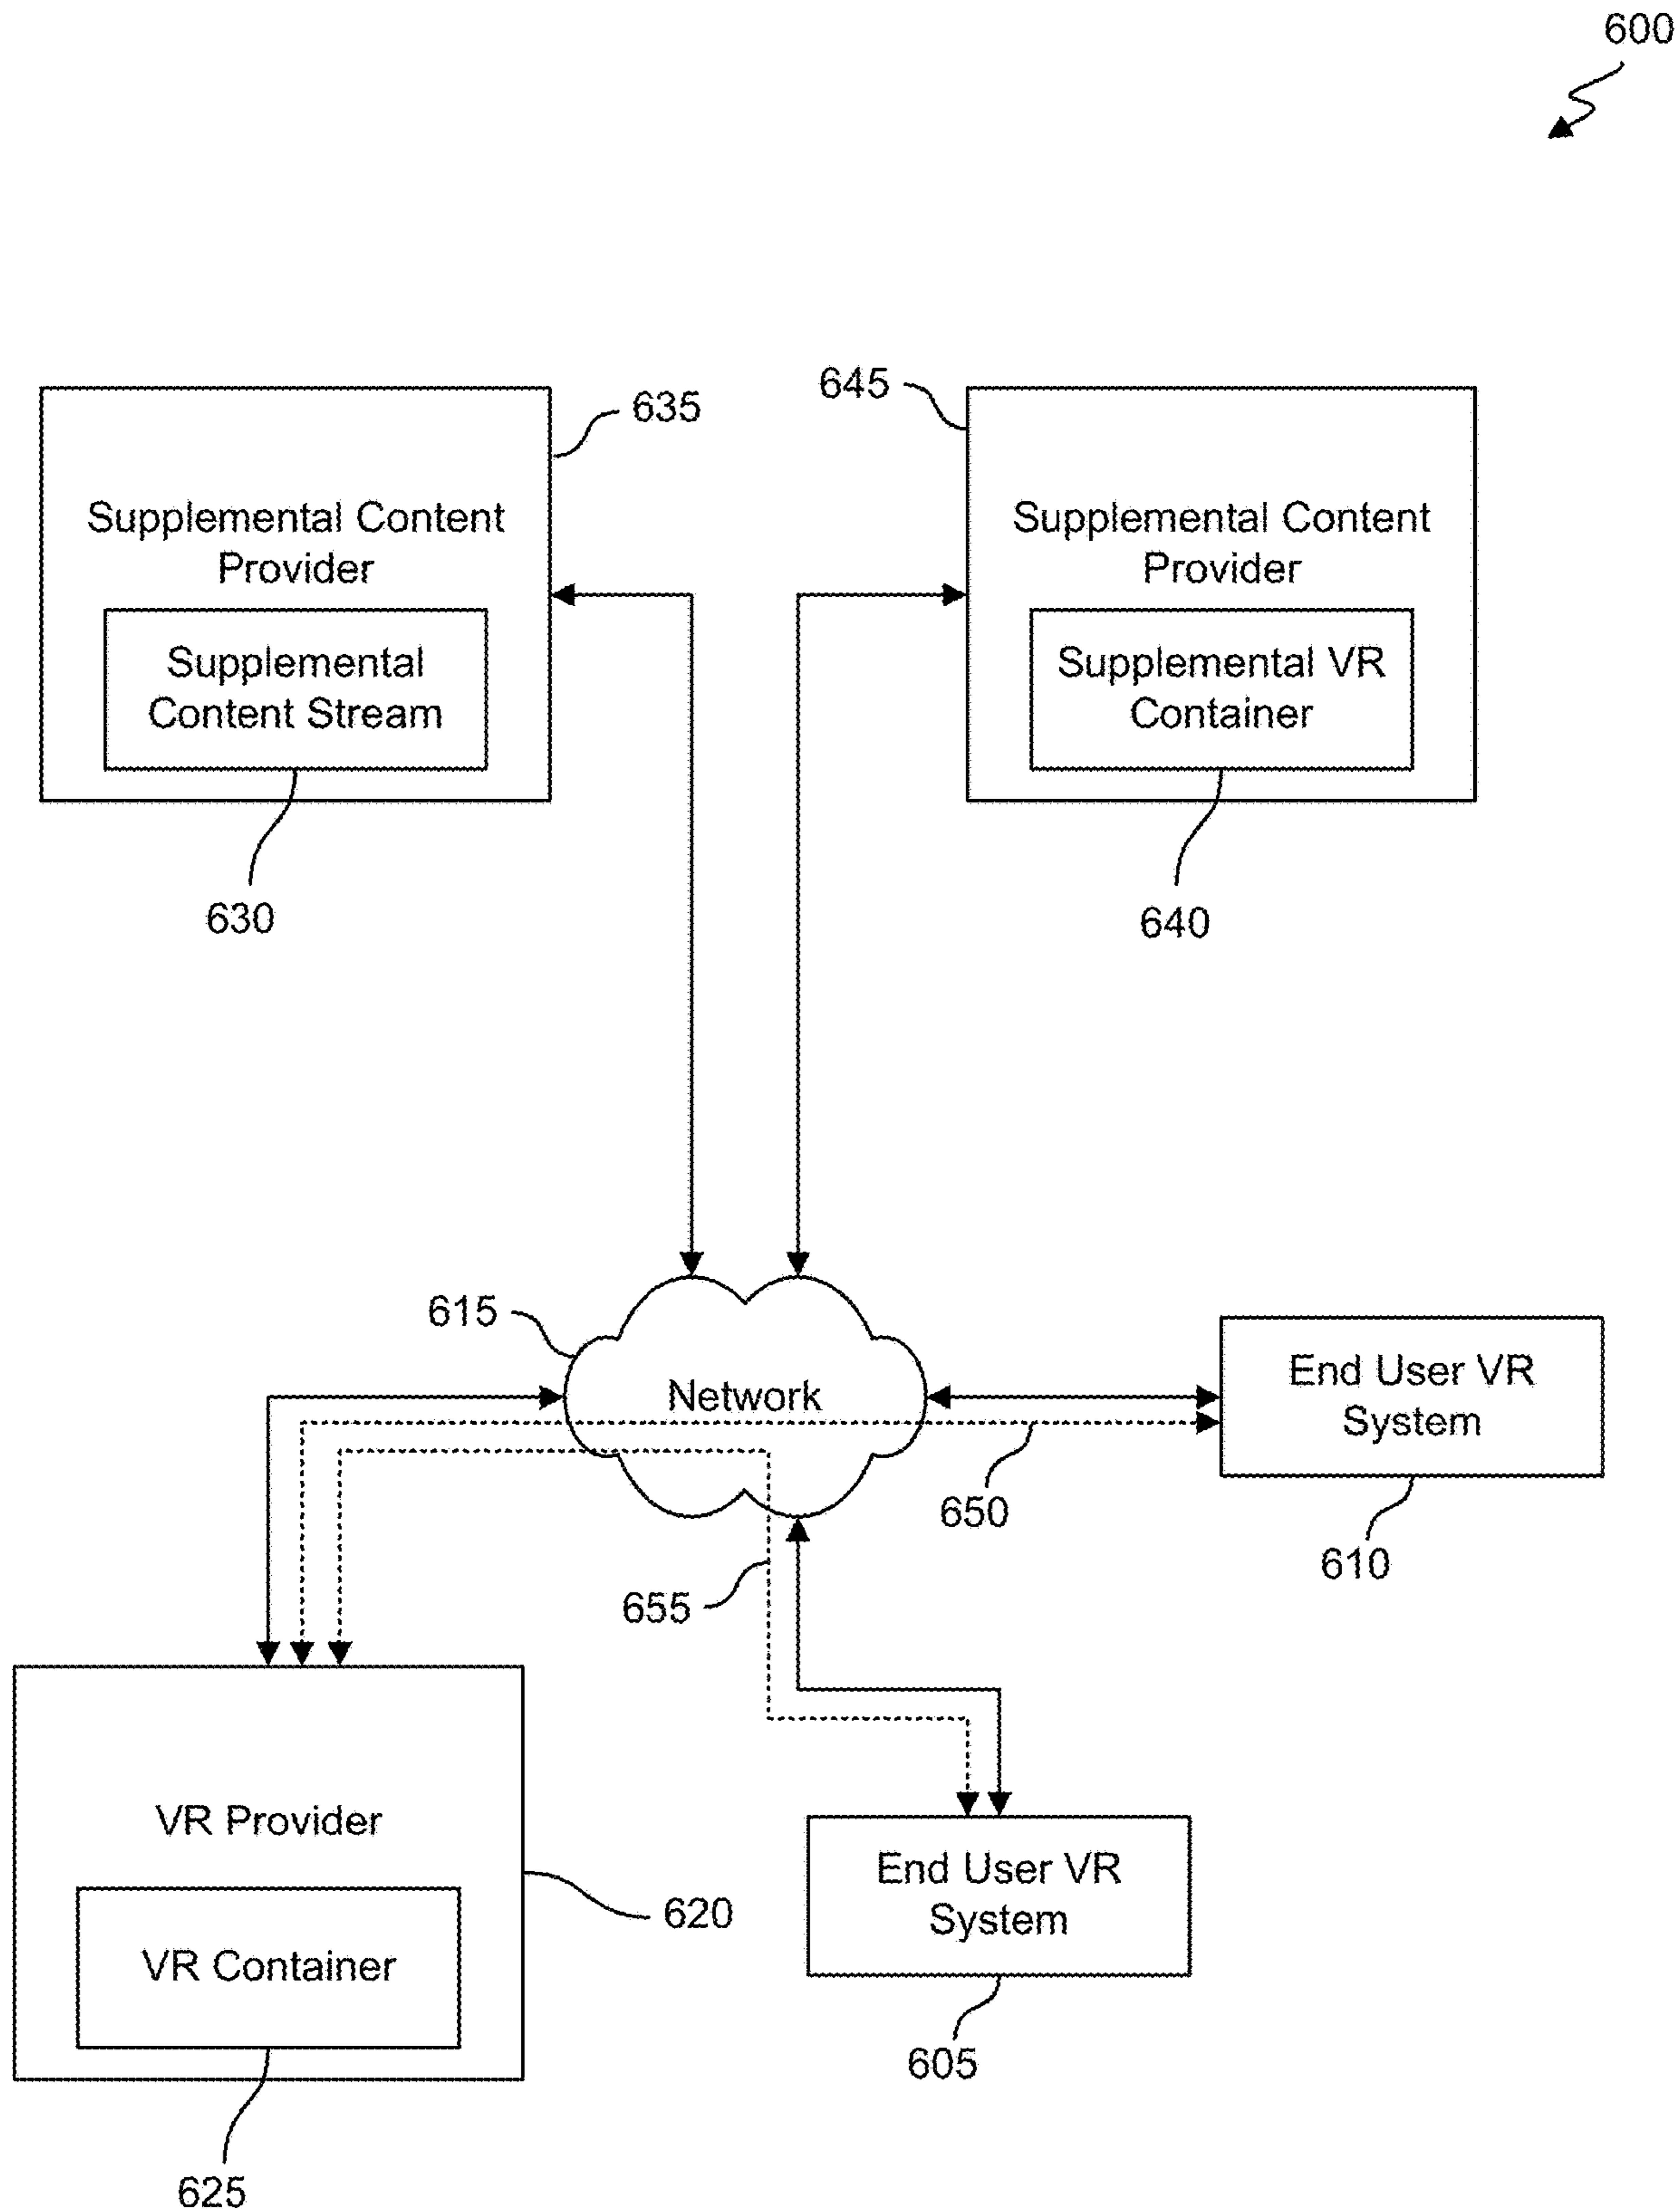 600
635
645
Supplemental Content
Provider
Supplemental
Content Stream
630
Supplemental Content
Provider
Supplemental VR
Container
640
615
Network
End User VR
System
650
610
655
VR Provider
620
VR Container
625
End User VR
System
605